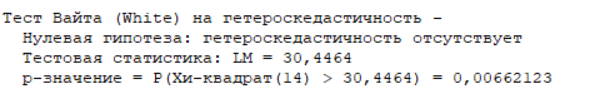 Тест Вайта (White) на гетероскедастичность -
Нулевая гипотеза: гетероскедастичность отсутствует
Тестовая статистика: LM = 30,4464
р-значение = P(Хи-квадрат(14) > 30,4464) = 0,00662123